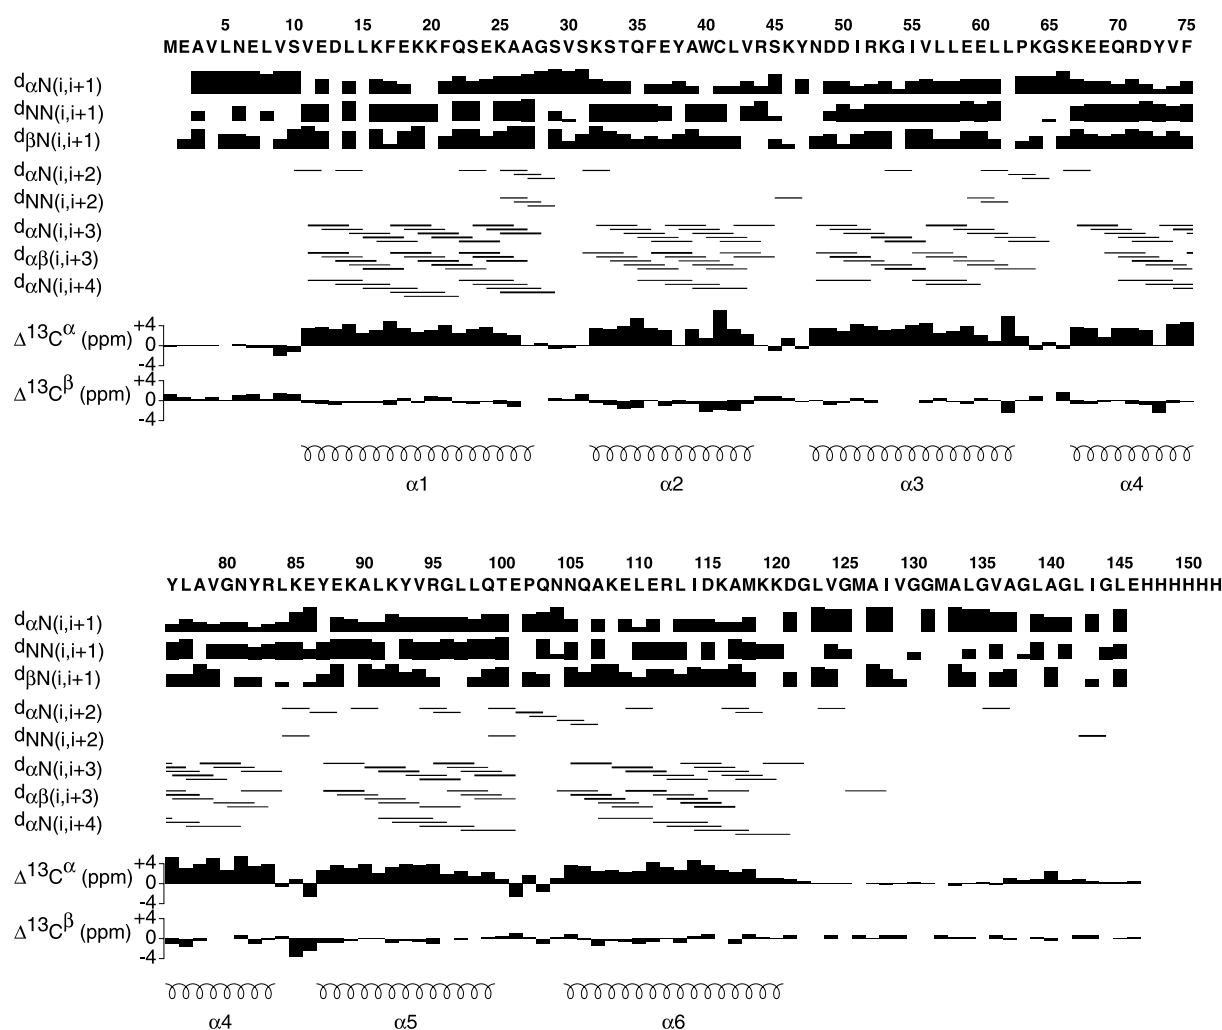 5 10 15 20 25 30 35 40 45 50 55 60 65 4 75
MEAVLNELVSVEDLLKFEKKFQSEKAAGSVSKSTQFEYAWCLVRSKYNDDIRKGIVLLEELLPKGSKEEQRDYVF
dαN(i,i+1)
dNN(i,i+1)
dβN(i,i+1)
dαN(i,i+2)
dNN(i,i+2)
dαN(i,i+3)
dαβ(i,i+3)
dαN(i,i+4)
Δ13Cα (ppm) +4 0 -4
Δ13Cβ (ppm) +4 0 -4
α1 α2 α3 α4
80 85 90 95 100 105 110 115 120 125 130 135 140 145 150
YLAVGNYRLKEYEKALKYVRGLLQTEPQNNQAKELERLIDKAMKKDGLVGMAIVGGMALGVAGLAGLIGLEHHHHHH
dαN(i,i+1)
dNN(i,i+1)
dβN(i,i+1)
dαN(i,i+2)
dNN(i,i+2)
dαN(i,i+3)
dαβ(i,i+3)
dαN(i,i+4)
Δ13Cα (ppm) +4 0 -4
Δ13Cβ (ppm) +4 0 -4
α4 α5 α6